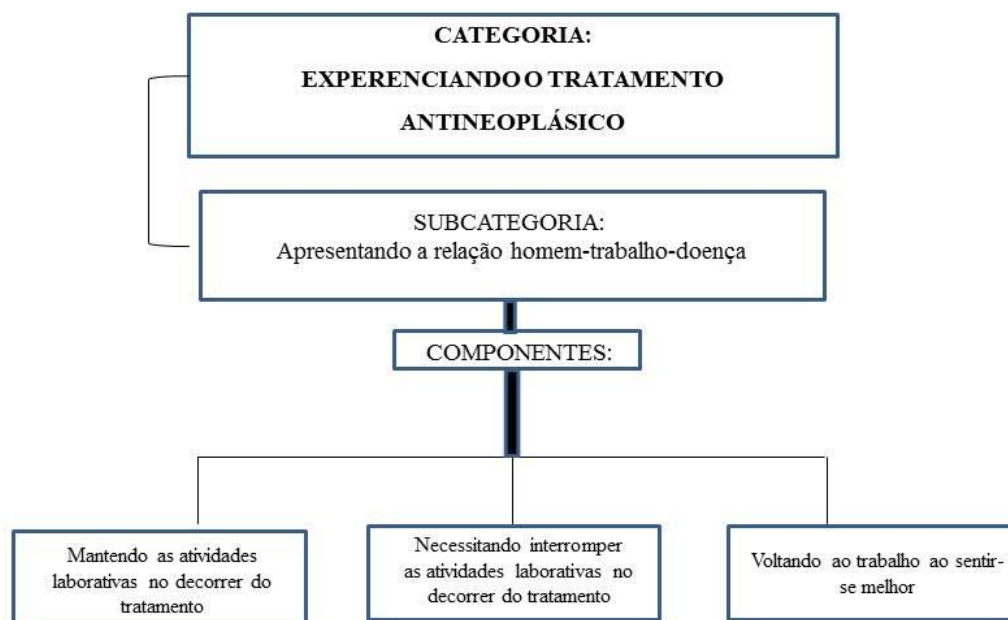 CATEGORIA:
EXPERENCIANDO O TRATAMENTO
ANTINEOPLÁSICO
SUBCATEGORIA:
Apresentando a relação homem-trabalho-doença
COMPONENTES:
Mantendo as atividades
laborativas no decorrer do
tratamento
Necessitando interromper
as atividades laborativas no
decorrer do tratamento
Voltando ao trabalho ao sentir-
se melhor